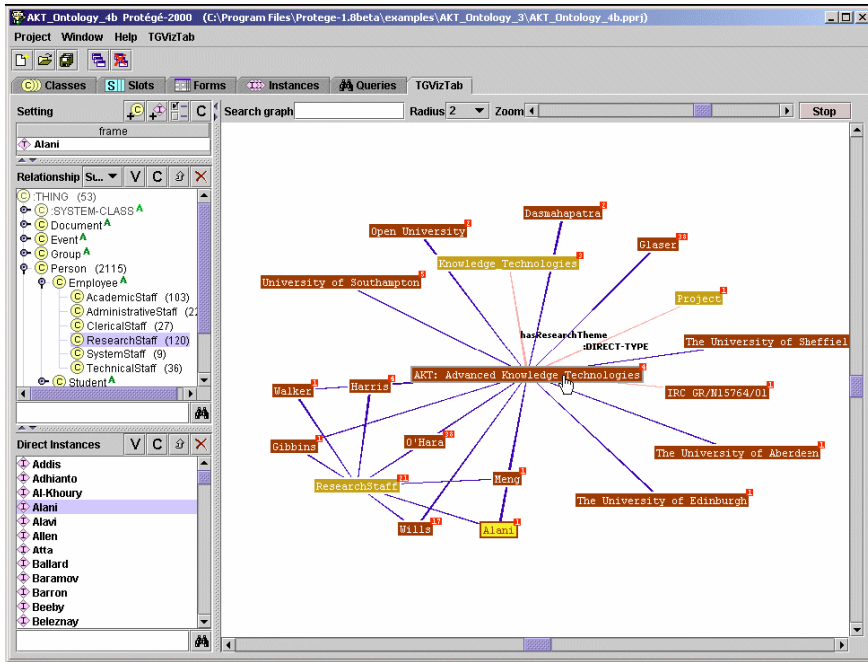 AKT_Ontology_4b Protégé-2000 (C:\Program Files\Protege-1.8beta\examples\AKT_Ontology_3\AKT_Ontology_4b.pprj)
Project Window Help TGVizTab
C Classes S Slots Forms Instances Queries TGVizTab
Setting C Search graph Radius 2 Zoom Stop
frame
Alani
Relationship Su... V C
:THING (53)
:SYSTEM-CLASS A
Document A
Event A
Group A
Person (2115)
Employee A
AcademicStaff (103)
AdministrativeStaff (22
ClericalStaff (27)
ResearchStaff (120)
SystemStaff (9)
TechnicalStaff (36)
Student A
Direct Instances V C
Addis
Adhianto
Al-Khoury
Alani
Alavi
Allen
Atta
Ballard
Baramov
Barron
Beeby
Beleznay
Dasmahapatra
Open University
Glaser
Knowledge Technologies
University of Southampton
Project
hasResearchTheme
:DIRECT-TYPE
The University of Sheffiel
AKT: Advanced Knowledge Technologies
Walker
Harris
IRC GR/N15764/01
Gibbins
O'Hara
The University of Aberdeen
ResearchStaff
Meng
The University of Edinburgh
Wills
Alani